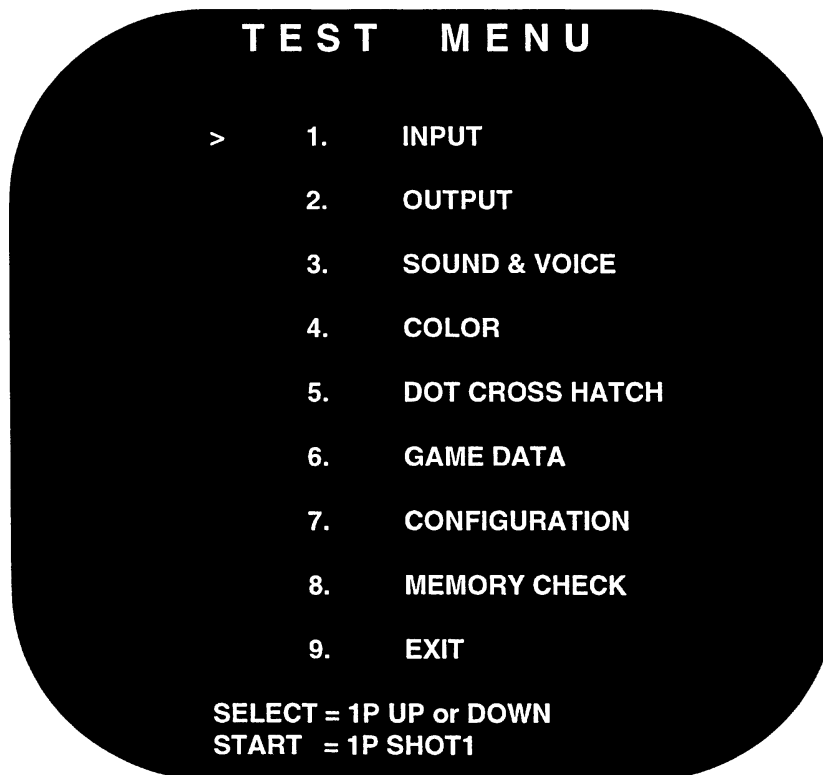 TEST MENU
> 1. INPUT
2. OUTPUT
3. SOUND & VOICE
4. COLOR
5. DOT CROSS HATCH
6. GAME DATA
7. CONFIGURATION
8. MEMORY CHECK
9. EXIT
SELECT = 1P UP or DOWN
START = 1P SHOT1